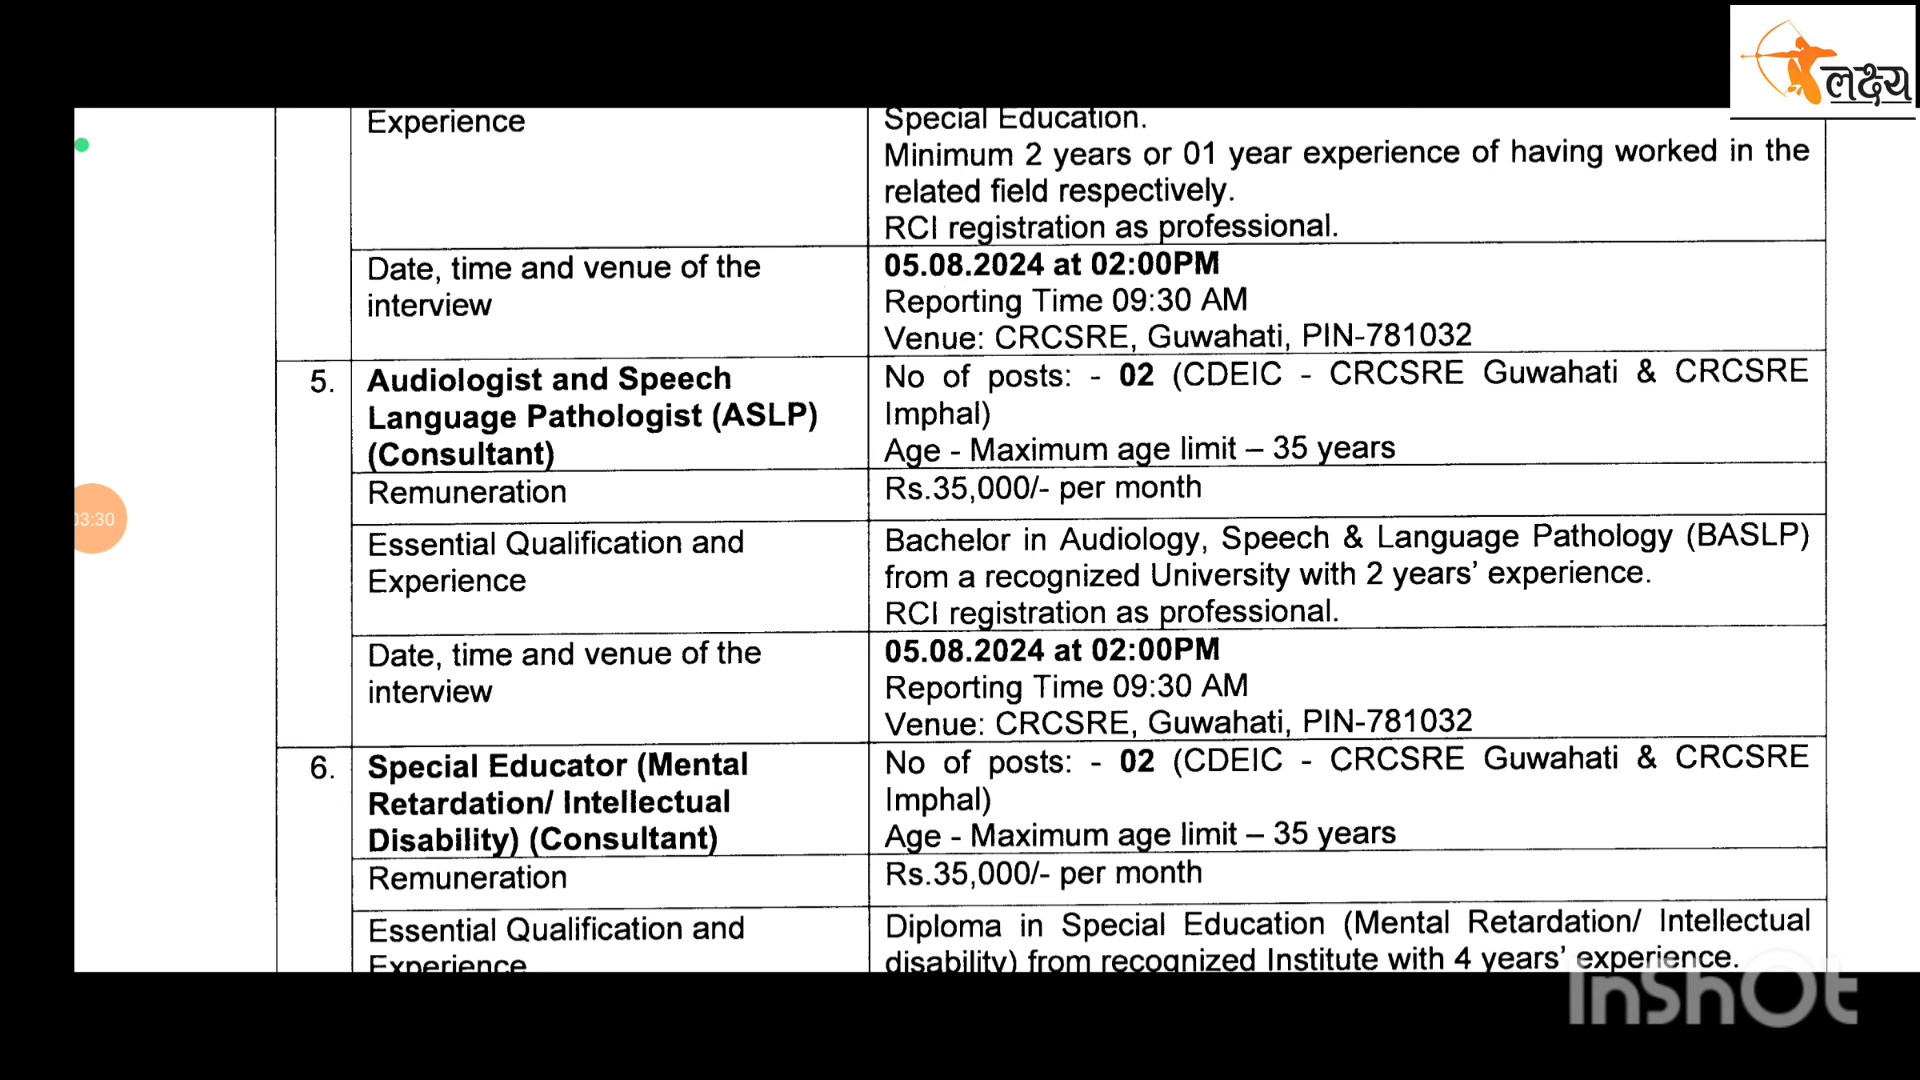 लक्ष्य
Experience
Special Education.
Minimum 2 years or 01 year experience of having worked in the
related field respectively.
RCI registration as professional.
Date, time and venue of the
interview
05.08.2024 at 02:00PM
Reporting Time 09:30 AM
Venue: CRCSRE, Guwahati, PIN-781032
5.
Audiologist and Speech
Language Pathologist (ASLP)
(Consultant)
No of posts: - 02 (CDEIC - CRCSRE Guwahati & CRCSRE
Imphal)
Age - Maximum age limit – 35 years
Remuneration
Rs.35,000/- per month
03:30
Essential Qualification and
Experience
Bachelor in Audiology, Speech & Language Pathology (BASLP)
from a recognized University with 2 years’ experience.
RCI registration as professional.
Date, time and venue of the
interview
05.08.2024 at 02:00PM
Reporting Time 09:30 AM
Venue: CRCSRE, Guwahati, PIN-781032
6.
Special Educator (Mental
Retardation/ Intellectual
Disability) (Consultant)
No of posts: - 02 (CDEIC - CRCSRE Guwahati & CRCSRE
Imphal)
Age - Maximum age limit – 35 years
Remuneration
Rs.35,000/- per month
Essential Qualification and
Experience
Diploma in Special Education (Mental Retardation/ Intellectual
disability) from recognized Institute with 4 years’ experience.
InShOt